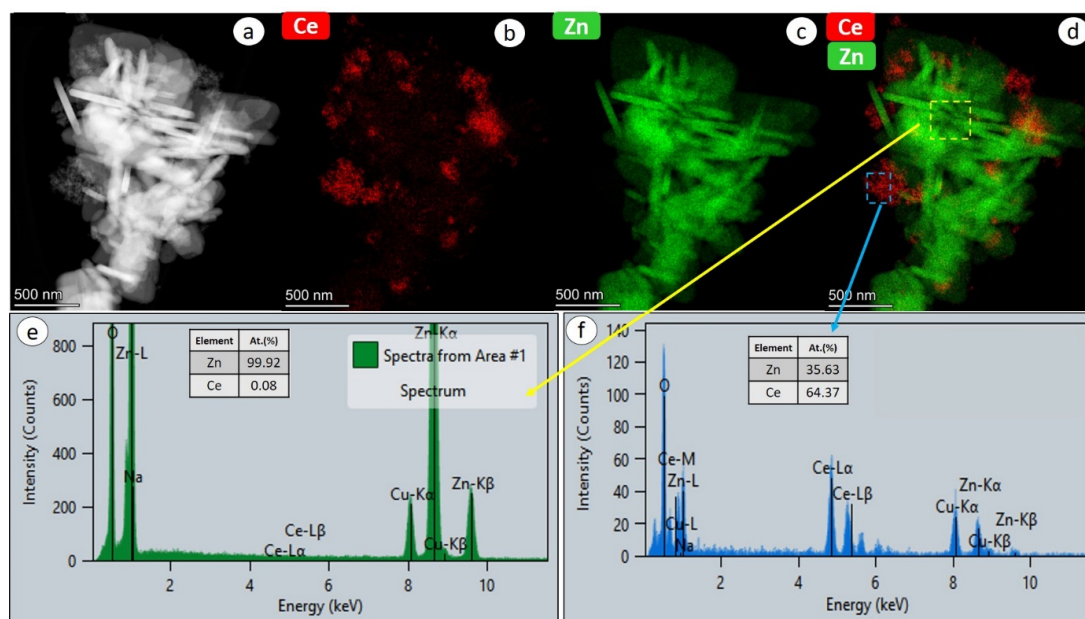 a
Ce
b
Zn
c
Ce
Zn
d
500 nm
500 nm
500 nm
500 nm
e
800
600
400
200
0
2
4
6
8
10
Intensity (Counts)
Energy (keV)
O
Zn-L
Na
Element At.(%)
Zn 99.92
Ce 0.08
Zn-Kα
Spectra from Area #1
Spectrum
Ce-Lβ
Ce-Lα
Cu-Kα
Zn-Kβ
Cu-Kβ
f
140
120
100
80
60
40
20
0
2
4
6
8
10
Intensity (Counts)
Energy (keV)
Element At.(%)
Zn 35.63
Ce 64.37
O
Ce-M
Zn-L
Cu-L
Na
Ce-Lα
Ce-Lβ
Zn-Kα
Cu-Kα
Zn-Kβ
Cu-Kβ